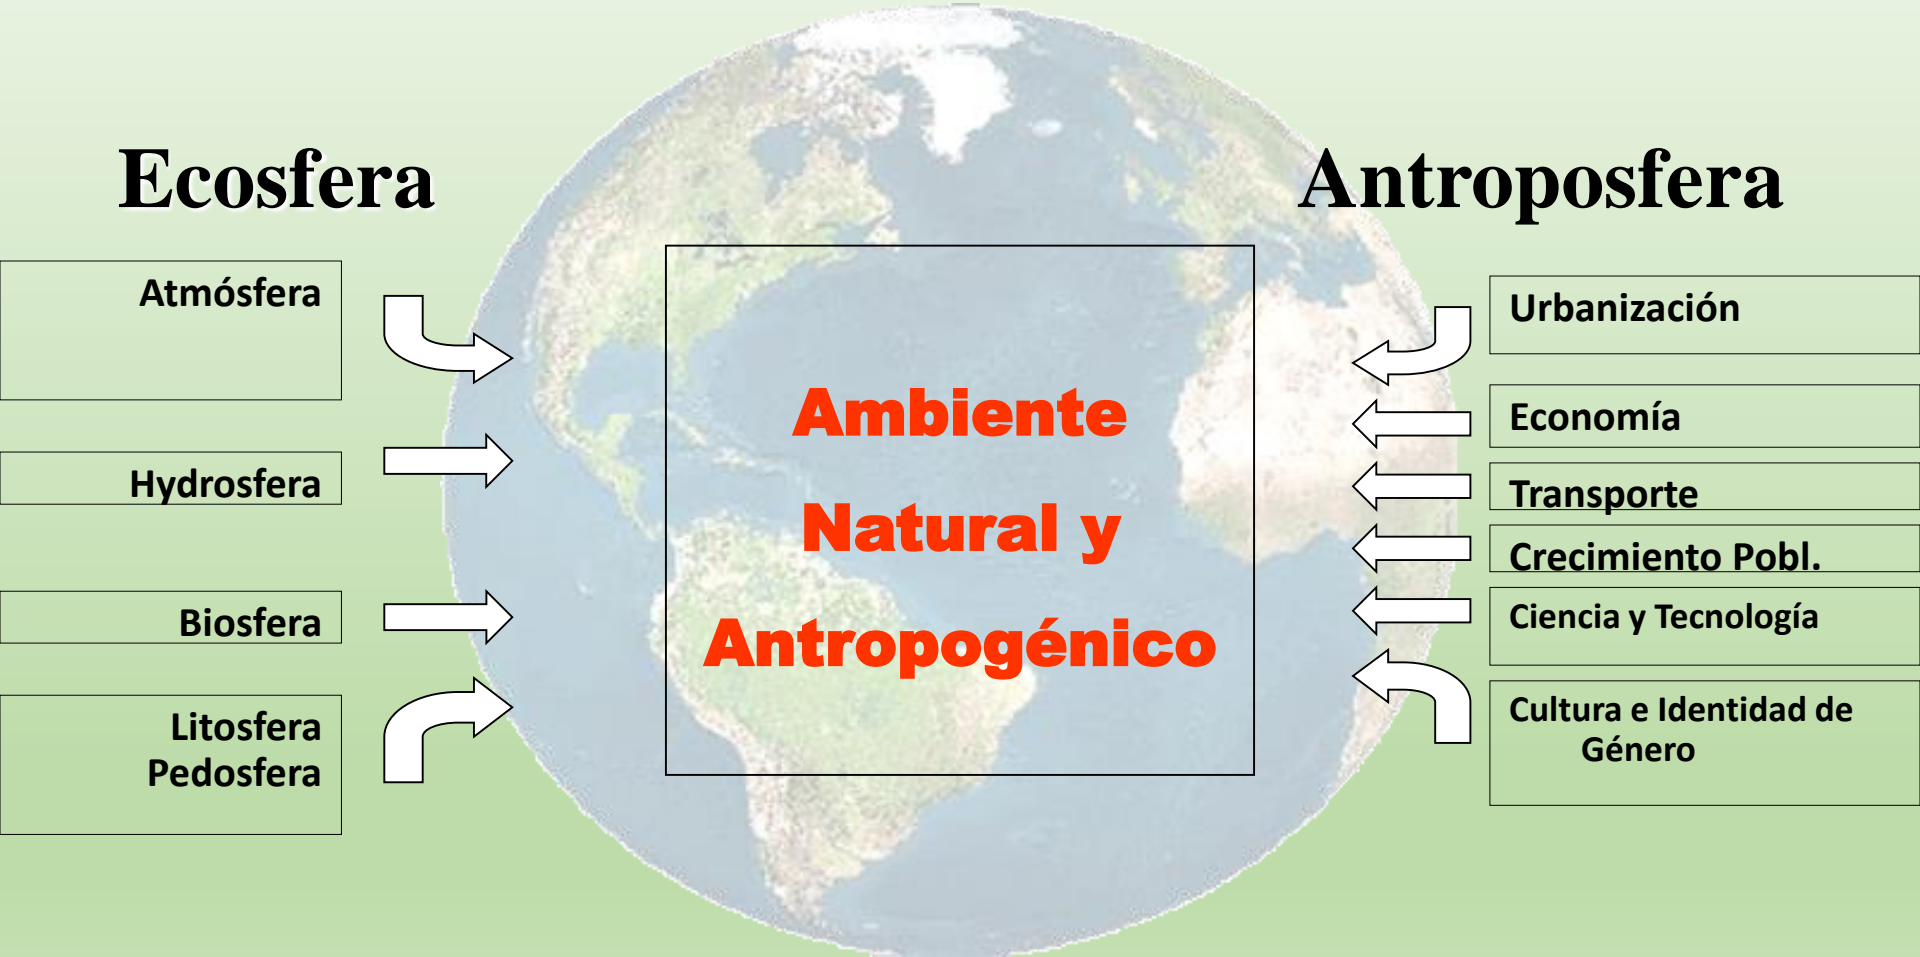 Ecosfera
Antroposfera
Atmósfera
Hydrosfera
Biosfera
Litosfera
Pedosfera
Ambiente
Natural y
Antropogénico
Urbanización
Economía
Transporte
Crecimiento Pobl.
Ciencia y Tecnología
Cultura e Identidad de
Género